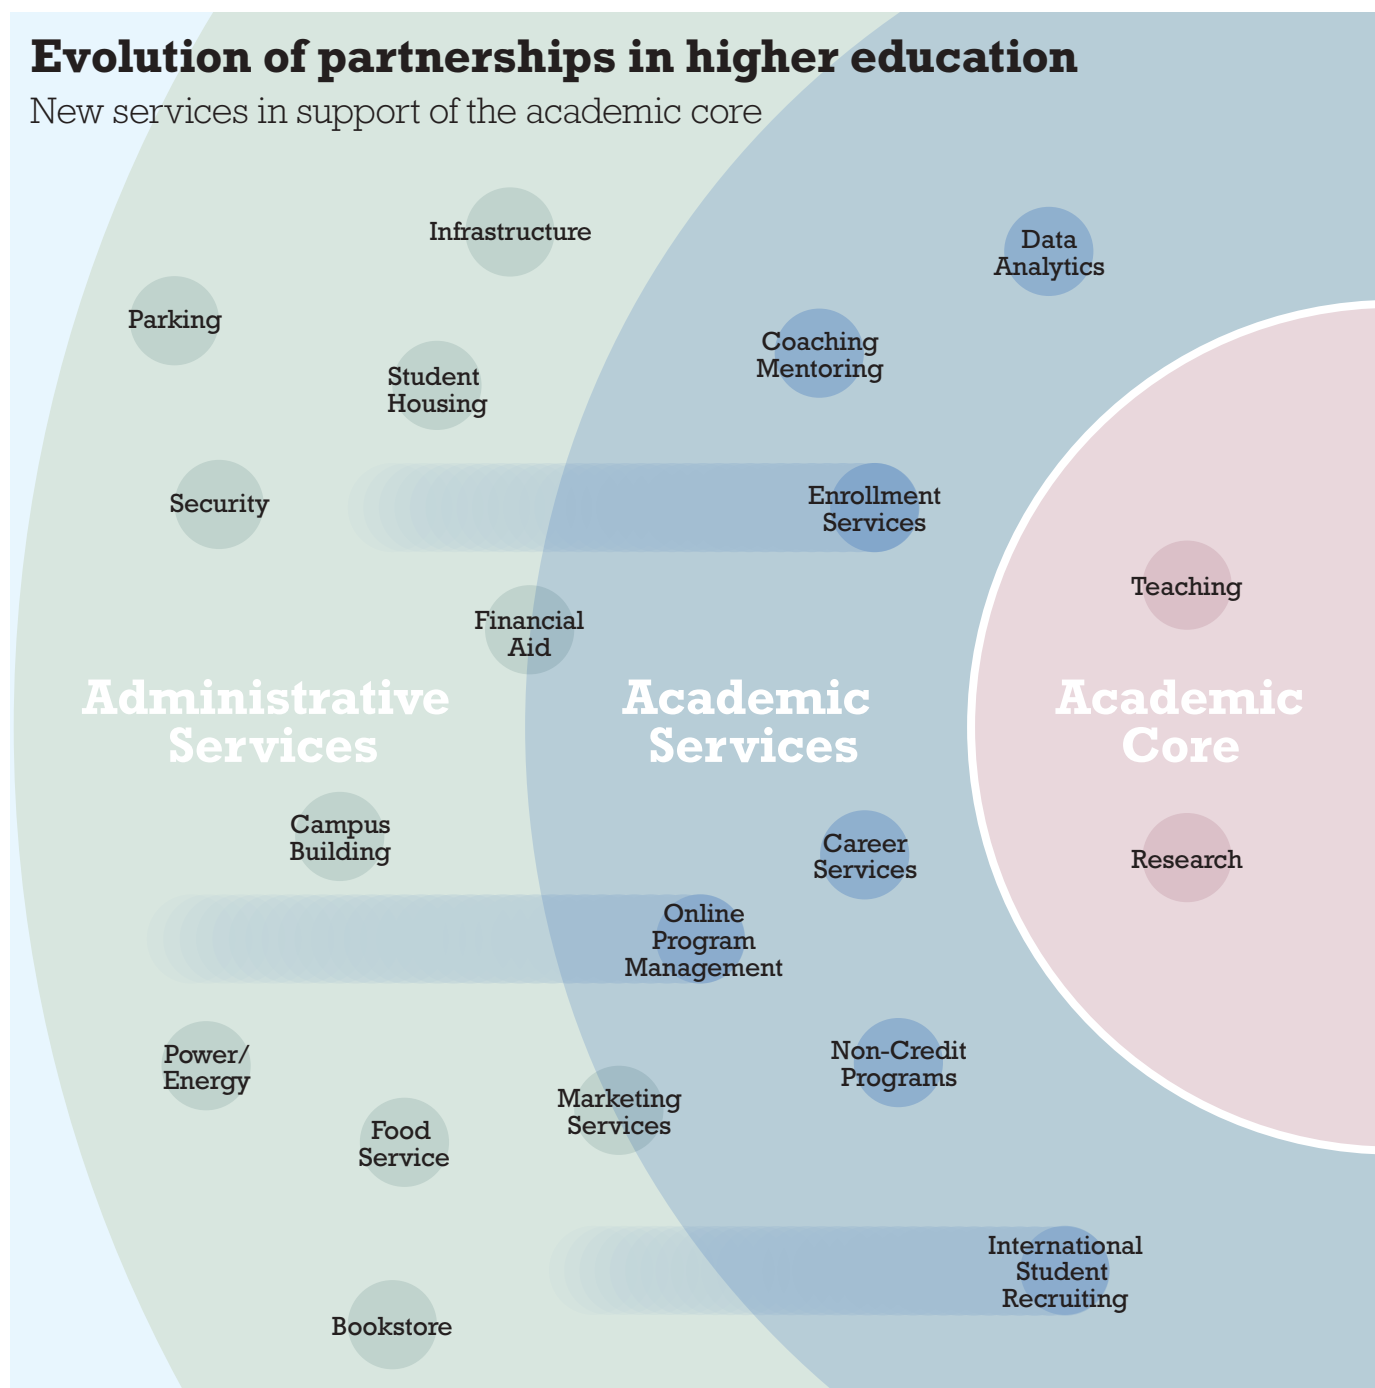 Evolution of partnerships in higher education
New services in support of the academic core
Infrastructure
Data
Analytics
Parking
Coaching
Mentoring
Student
Housing
Security
Enrollment
Services
Teaching
Financial
Aid
Administrative
Services
Academic
Services
Academic
Core
Campus
Building
Career
Services
Research
Online
Program
Management
Power/
Energy
Non-Credit
Programs
Marketing
Services
Food
Service
International
Student
Recruiting
Bookstore